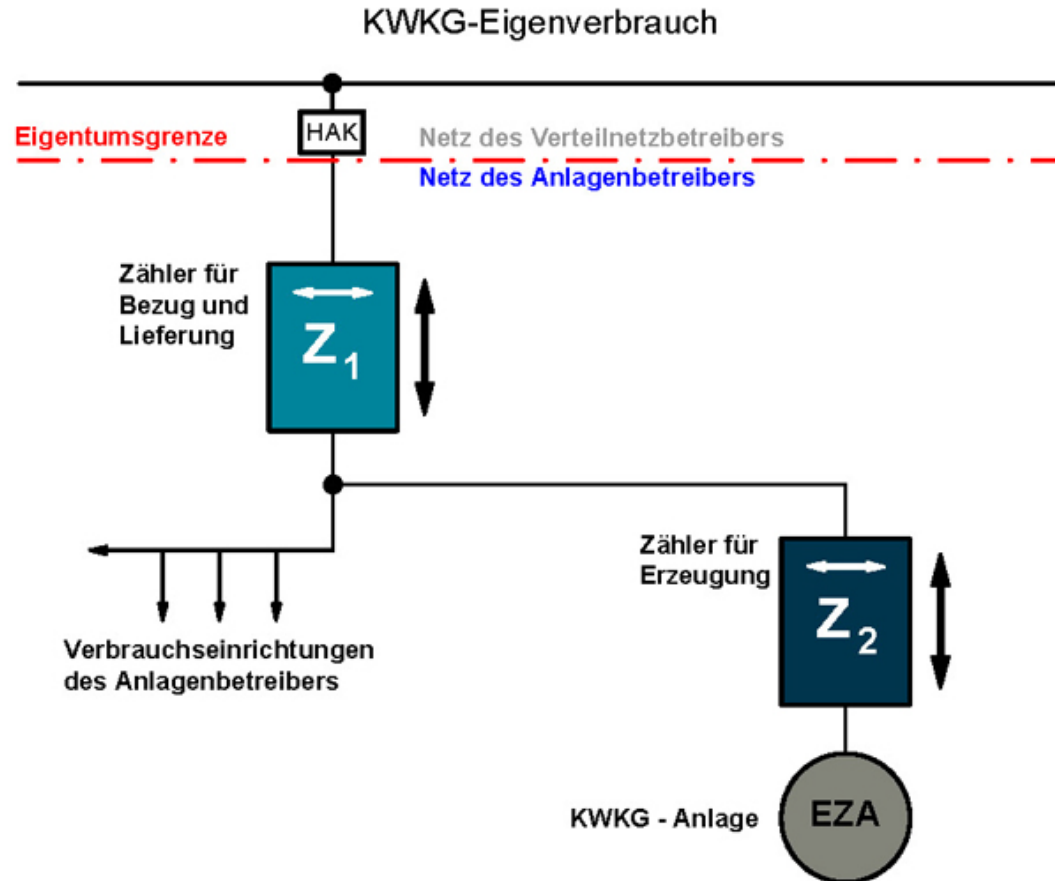 KWKG-Eigenverbrauch
HAK
Eigentumsgrenze
Netz des Verteilnetzbetreibers
Netz des Anlagenbetreibers
Zähler für
Bezug und
Lieferung
Z1
Zähler für
Erzeugung
Z2
Verbrauchseinrichtungen
des Anlagenbetreibers
KWKG - Anlage
EZA